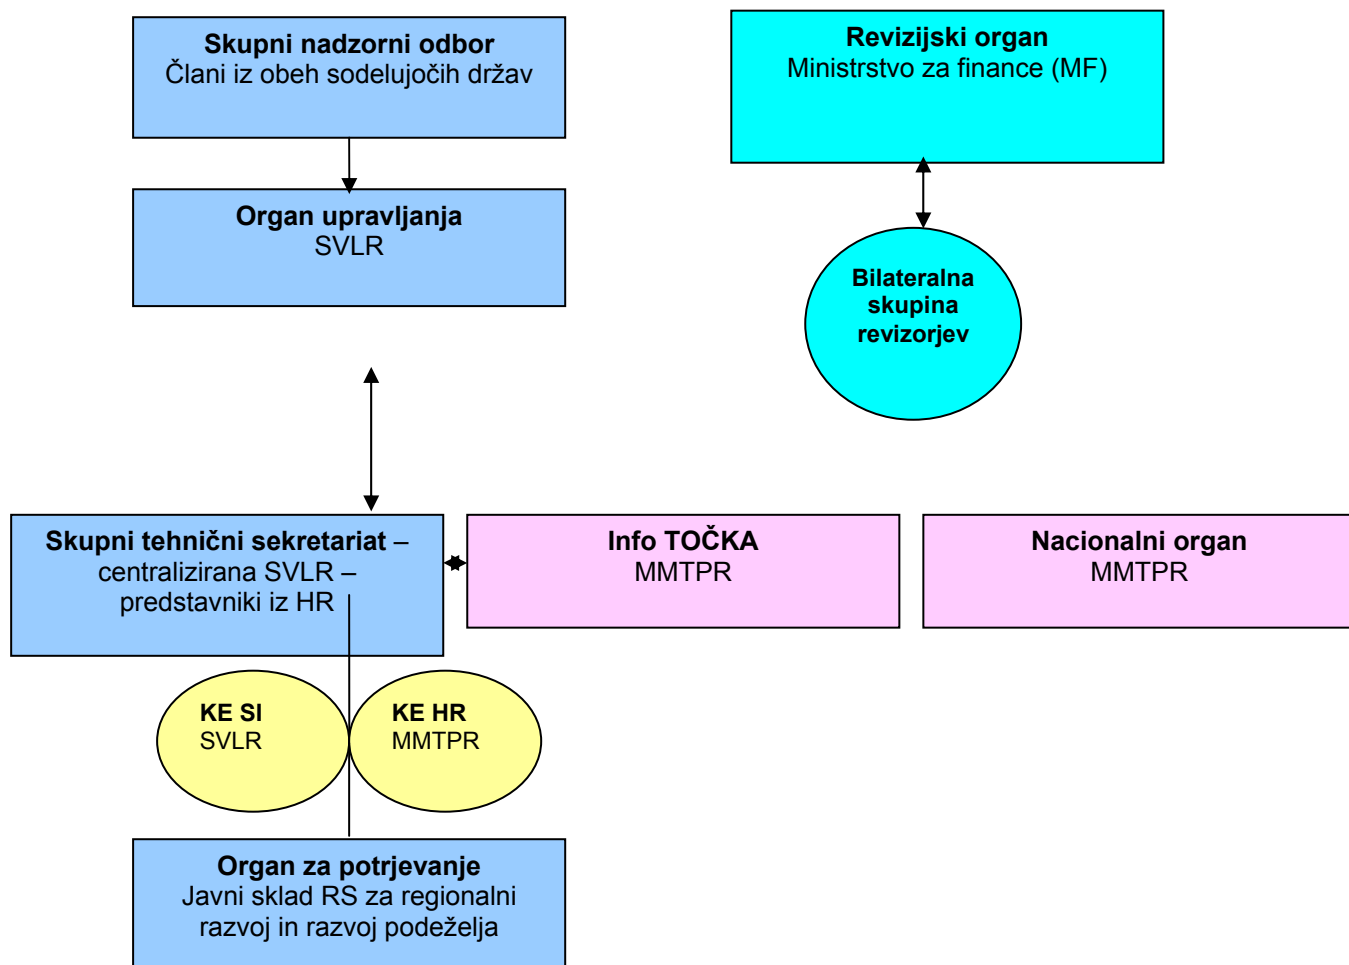 Skupni nadzorni odbor
Člani iz obeh sodelujočih držav
Revizijski organ
Ministrstvo za finance (MF)
Organ upravljanja
SVLR
Bilateralna
skupina
revizorjev
Skupni tehnični sekretariat –
centralizirana SVLR –
predstavniki iz HR
Info TOČKA
MMTPR
Nacionalni organ
MMTPR
KE SI
SVLR
KE HR
MMTPR
Organ za potrjevanje
Javni sklad RS za regionalni
razvoj in razvoj podeželja